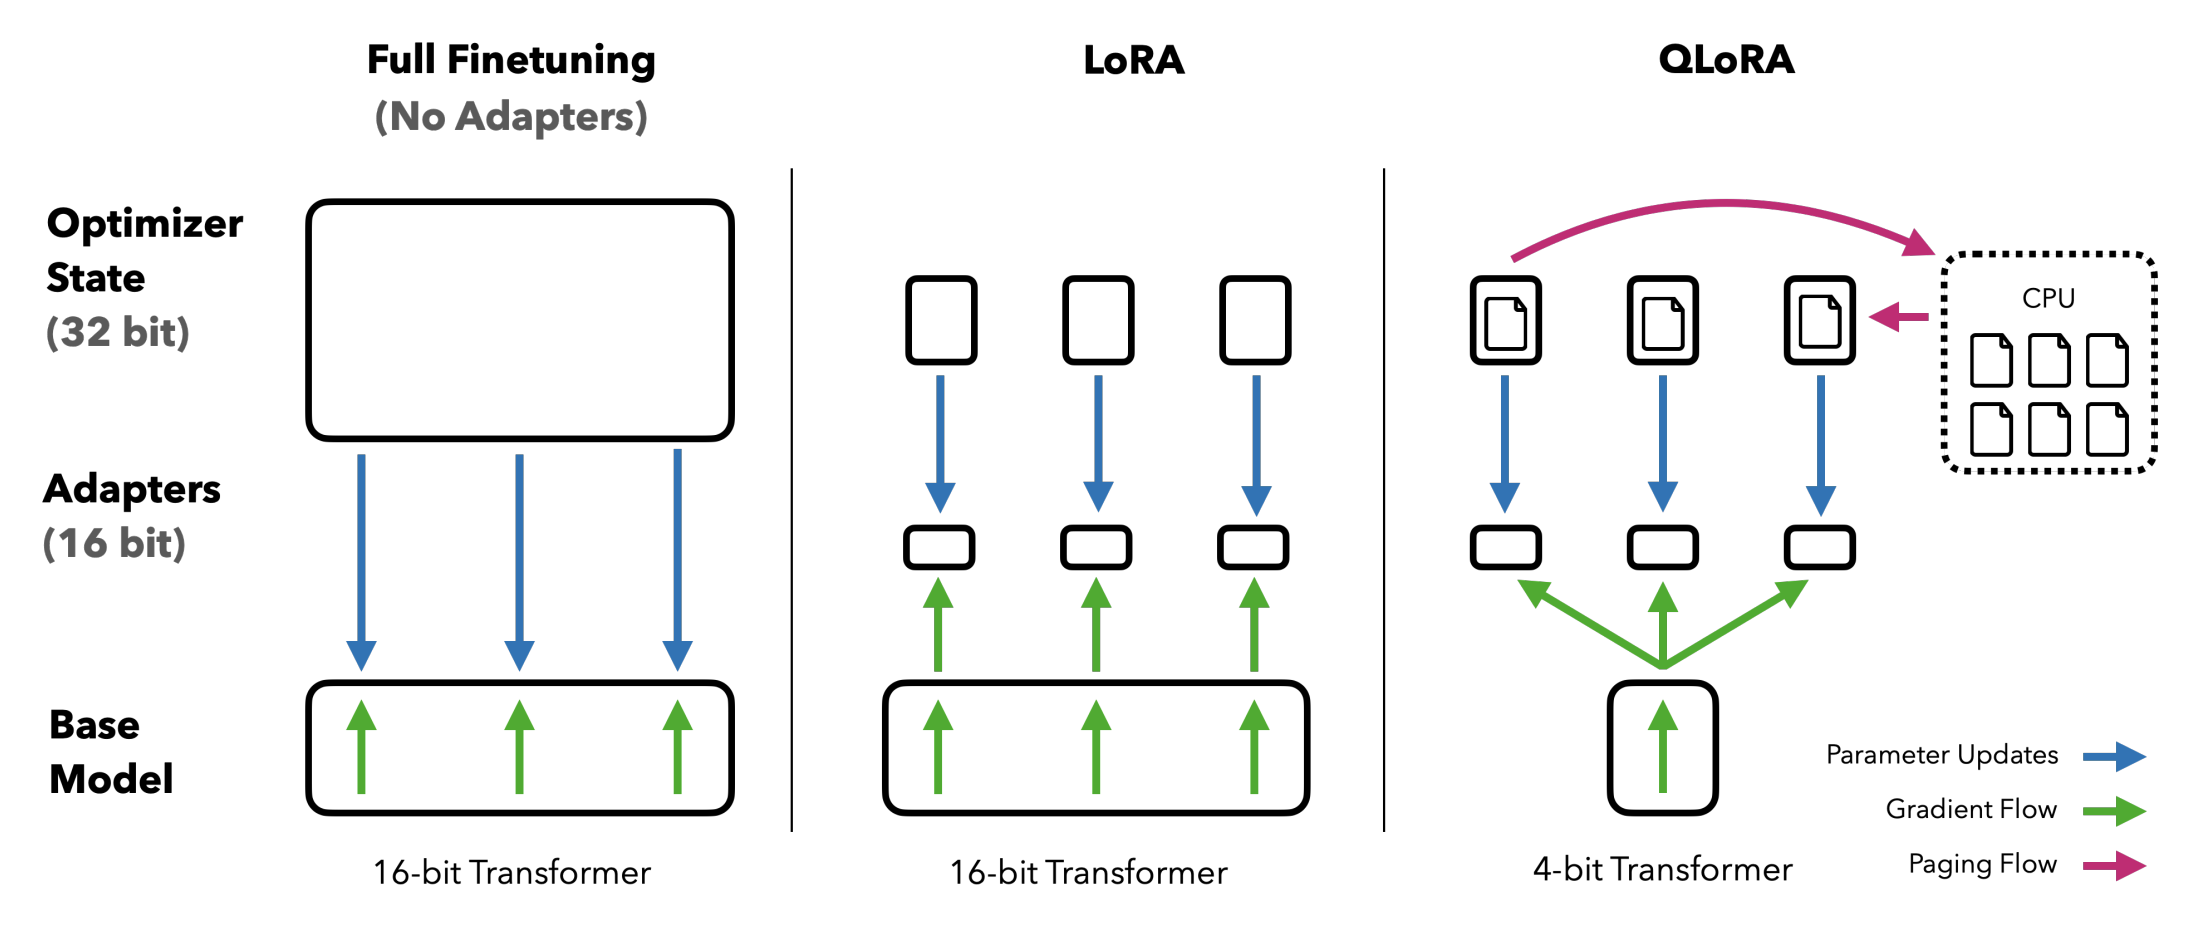 Full Finetuning
(No Adapters)
LoRA
QLoRA
Optimizer
State
(32 bit)
CPU
Adapters
(16 bit)
Base
Model
Parameter Updates
Gradient Flow
Paging Flow
16-bit Transformer
16-bit Transformer
4-bit Transformer